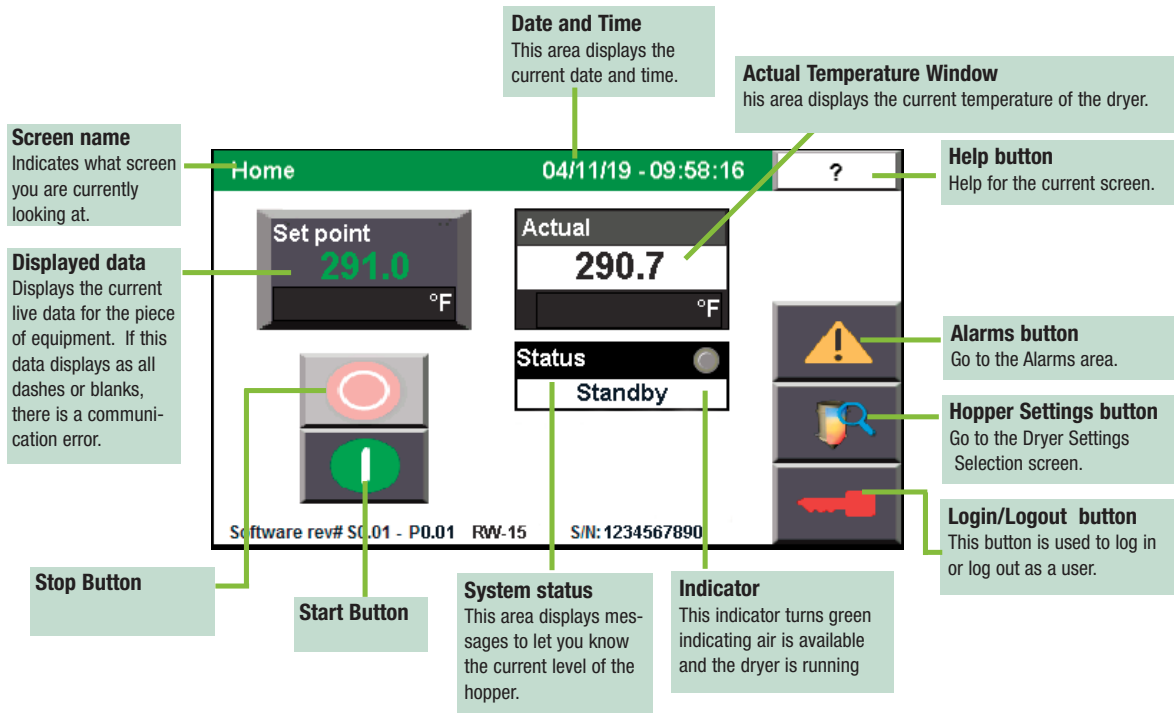 Date and Time
This area displays the
current date and time.
Actual Temperature Window
his area displays the current temperature of the dryer.
Screen name
Indicates what screen
you are currently
looking at.
Home
04/11/19 - 09:58:16
?
Help button
Help for the current screen.
Displayed data
Displays the current
live data for the piece
of equipment. If this
data displays as all
dashes or blanks,
there is a communi-
cation error.
Set point
291.0
°F
Actual
290.7
°F
Status
Standby
Alarms button
Go to the Alarms area.
Hopper Settings button
Go to the Dryer Settings
Selection screen.
Login/Logout button
This button is used to log in
or log out as a user.
Software rev# S0.01 - P0.01 RW-15 S/N: 1234567890
Stop Button
Start Button
System status
This area displays mes-
sages to let you know
the current level of the
hopper.
Indicator
This indicator turns green
indicating air is available
and the dryer is running